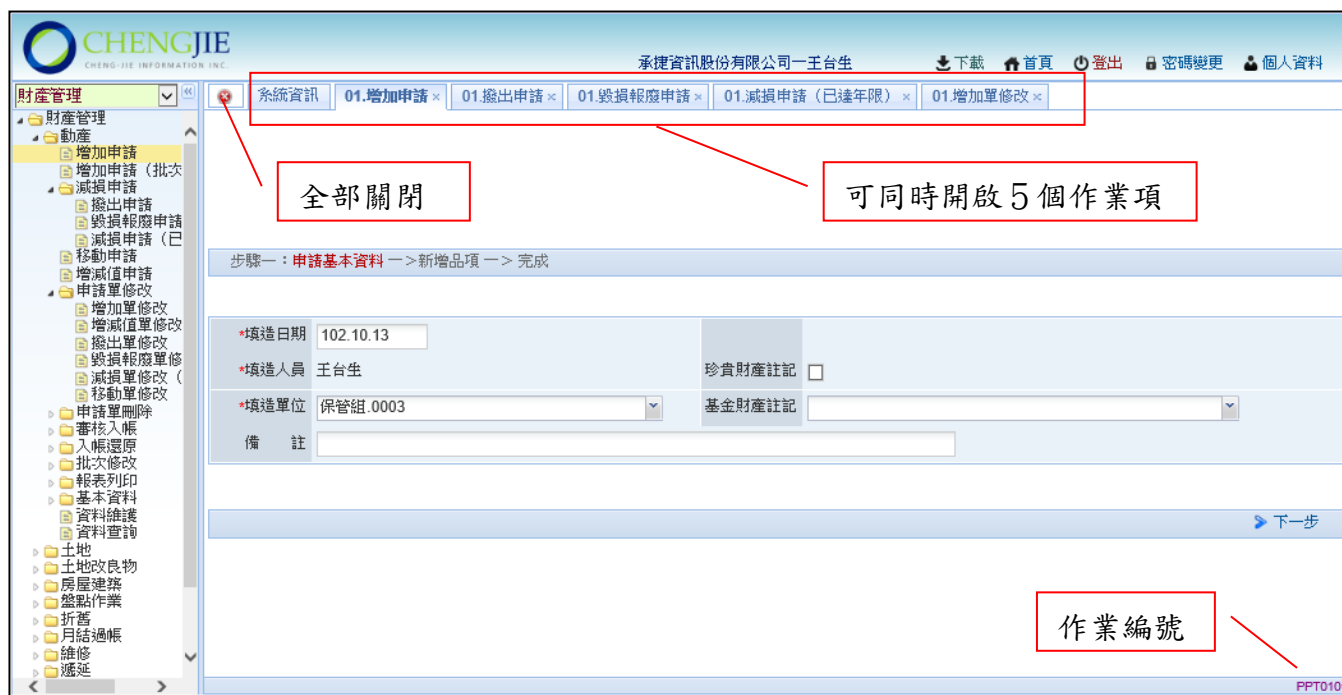 CHENGJIE
CHENG-JIE INFORMATION INC.
承捷資訊股份有限公司一王台生 下載 首頁 登出 密碼變更 個人資料
財產管理
系統資訊 01.增加申請× 01.撥出申請× 01.毀損報廢申請× 01.減損申請（已達年限）× 01.增加單修改×
財產管理
動產
增加申請
增加申請（批次
減損申請
撥出申請
毀損報廢申請
減損申請（已
移動申請
增減值申請
申請單修改
增加單修改
增減值單修改
撥出單修改
毀損報廢單修
減損單修改（
移動單修改
申請單刪除
審核入帳
入帳還原
批次修改
報表列印
基本資料
資料維護
資料查詢
土地
土地改良物
房屋建築
盤點作業
折舊
月結過帳
維修
遞延
全部關閉
可同時開啟５個作業項
步驟一：申請基本資料 一>新增品項 一> 完成
*填造日期 102.10.13
*填造人員 王台生 珍貴財產註記
*填造單位 保管組.0003 基金財產註記
備 註
下一步
作業編號
PPT010